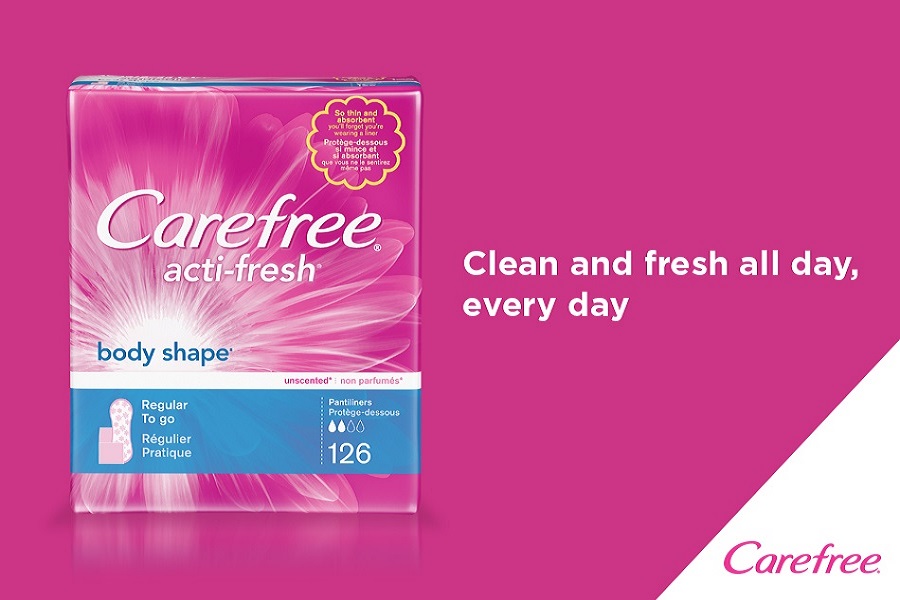 So thin and
absorbent
you'll forget you're
wearing a liner
Protège-dessous
si mince et
si absorbant
que vous ne le sentirez
même pas
Carefree®
acti-fresh®
body shape*
unscented* | non parfumés*
Regular
To go
Régulier
Pratique
Pantiliners
Protège-dessous
126
Clean and fresh all day,
every day
Carefree®